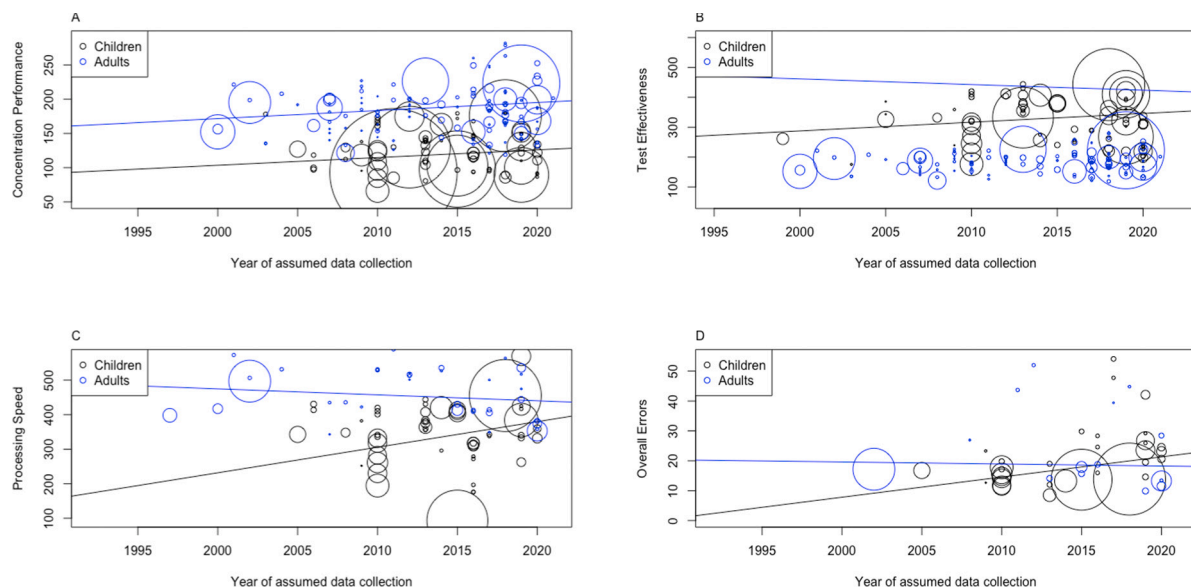 A
Concentration Performance
250
200
150
100
50
Children
Adults
1995 2000 2005 2010 2015 2020
Year of assumed data collection
B
Test Effectiveness
500
300
100
Children
Adults
1995 2000 2005 2010 2015 2020
Year of assumed data collection
C
Processing Speed
500
400
300
200
100
Children
Adults
1995 2000 2005 2010 2015 2020
Year of assumed data collection
D
Overall Errors
50
40
30
20
10
0
Children
Adults
1995 2000 2005 2010 2015 2020
Year of assumed data collection